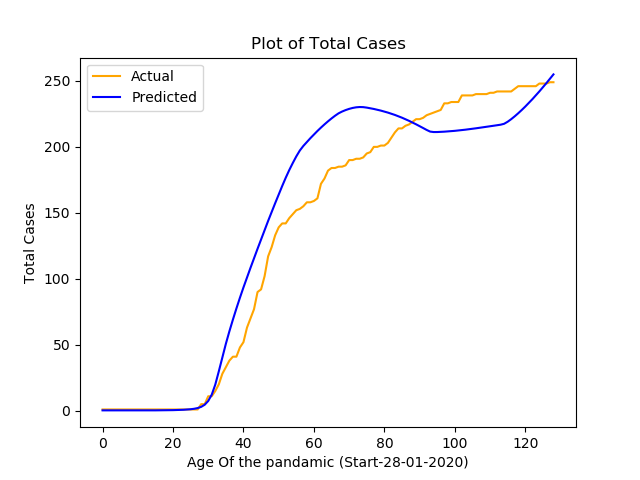 Plot of Total Cases
Actual
Predicted
250
200
150
100
50
0
Total Cases
0 20 40 60 80 100 120
Age Of the pandamic (Start-28-01-2020)